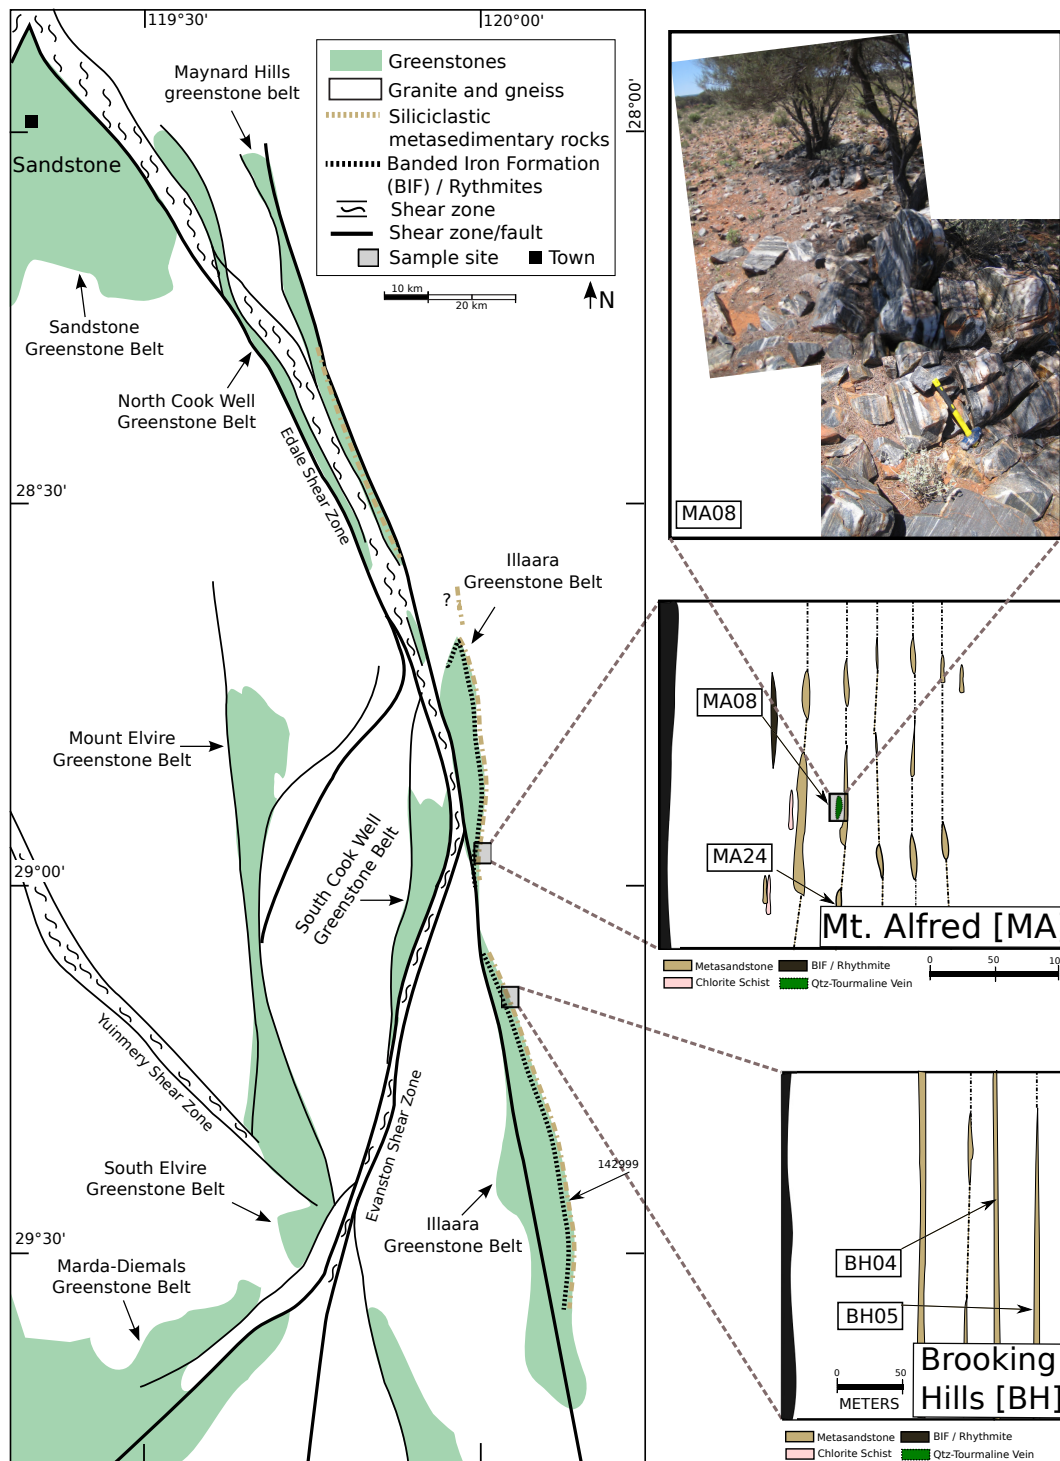 119°30'
120°00'
28°00'
Greenstones
Granite and gneiss
Siliciclastic
metasedimentary rocks
Banded Iron Formation
(BIF) / Rythmites
Shear zone
Shear zone/fault
Sample site
Town
10 km
20 km
N
Maynard Hills
greenstone belt
Sandstone
Sandstone
Greenstone Belt
North Cook Well
Greenstone Belt
Edale Shear Zone
28°30'
Illaara
Greenstone Belt
?
Mount Elvire
Greenstone Belt
South Cook Well
Greenstone Belt
29°00'
Yuinmery Shear Zone
Evanston Shear Zone
South Elvire
Greenstone Belt
142999
Illaara
Greenstone Belt
29°30'
Marda-Diemals
Greenstone Belt
MA08
MA08
MA24
Mt. Alfred [MA
Metasandstone
BIF / Rhythmite
Chlorite Schist
Qtz-Tourmaline Vein
0
50
10
BH04
BH05
Brooking
Hills [BH]
0
50
METERS
Metasandstone
BIF / Rhythmite
Chlorite Schist
Qtz-Tourmaline Vein